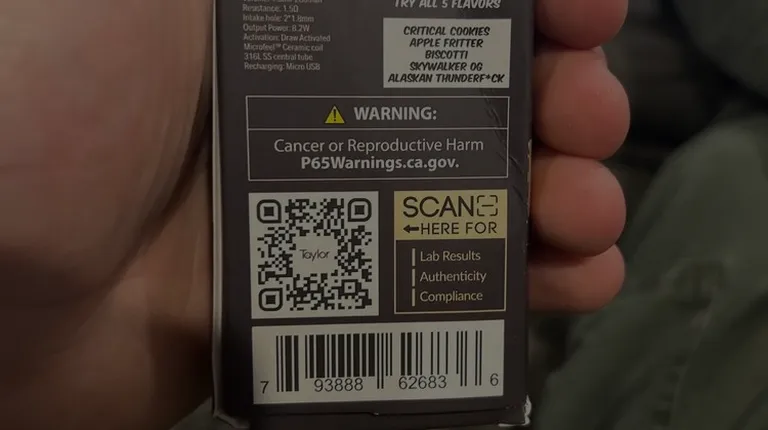 Resistance: 1.5Ω
Intake hole: 2*1.6mm
Output Power: 8.2W
Activation: Draw Activated
Microfeel™ Ceramic coil
316L SS central tube
Recharging: Micro USB
TRY ALL 5 FLAVORS
CRITICAL COOKIES
APPLE FRITTER
BISCOTTI
SKYWALKER OG
ALASKAN THUNDERF*CK
WARNING:
Cancer or Reproductive Harm
P65Warnings.ca.gov.
Taylor
SCAN
HERE FOR
Lab Results
Authenticity
Compliance
7 93888 62683 6